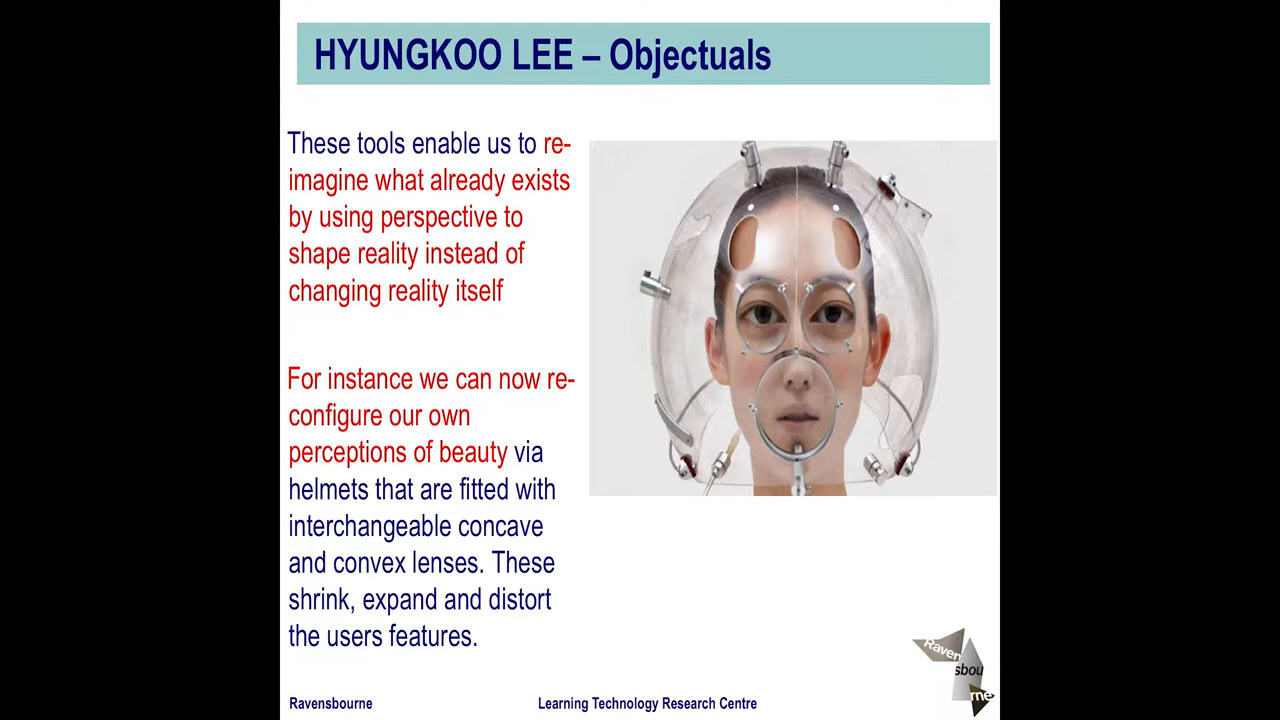 HYUNGKOO LEE – Objectuals
These tools enable us to re-
imagine what already exists
by using perspective to
shape reality instead of
changing reality itself
For instance we can now re-
configure our own
perceptions of beauty via
helmets that are fitted with
interchangeable concave
and convex lenses. These
shrink, expand and distort
the users features.
Ravensbourne
Learning Technology Research Centre
Raven
sbou
rne